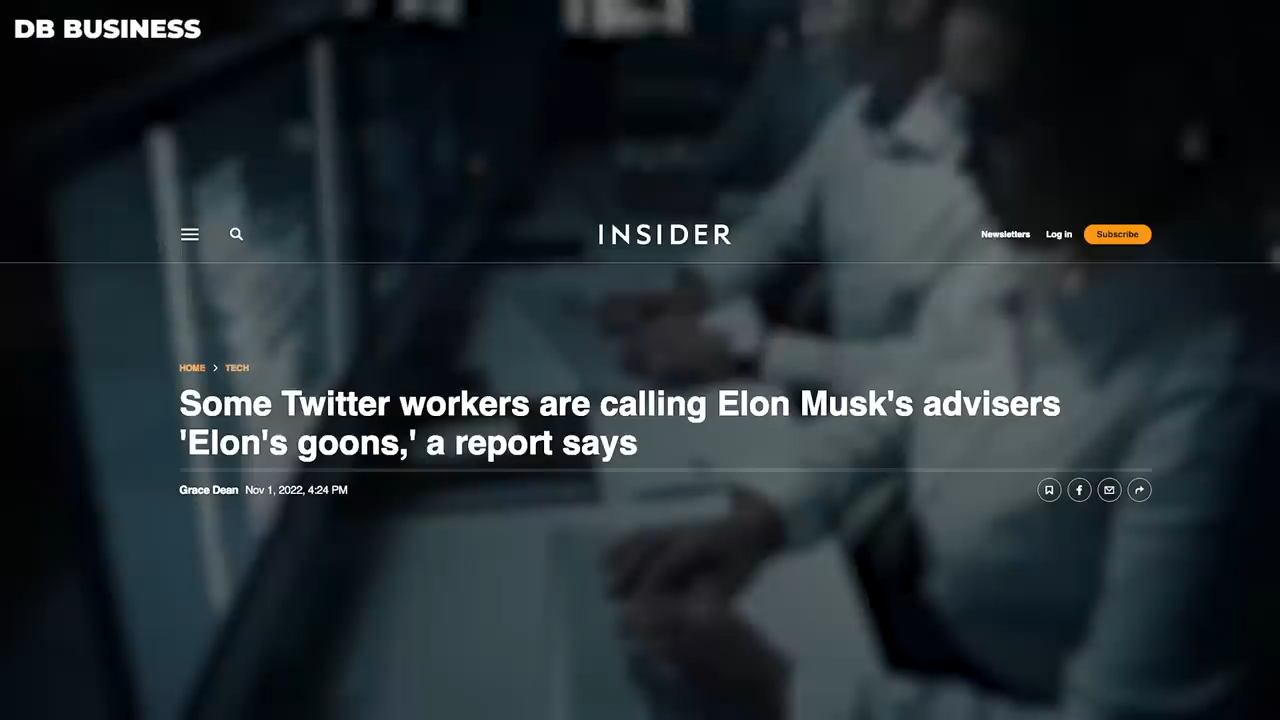 DB BUSINESS
INSIDER
Newsletters Log in Subscribe
HOME > TECH
Some Twitter workers are calling Elon Musk's advisers
'Elon's goons,' a report says
Grace Dean Nov 1, 2022, 4:24 PM